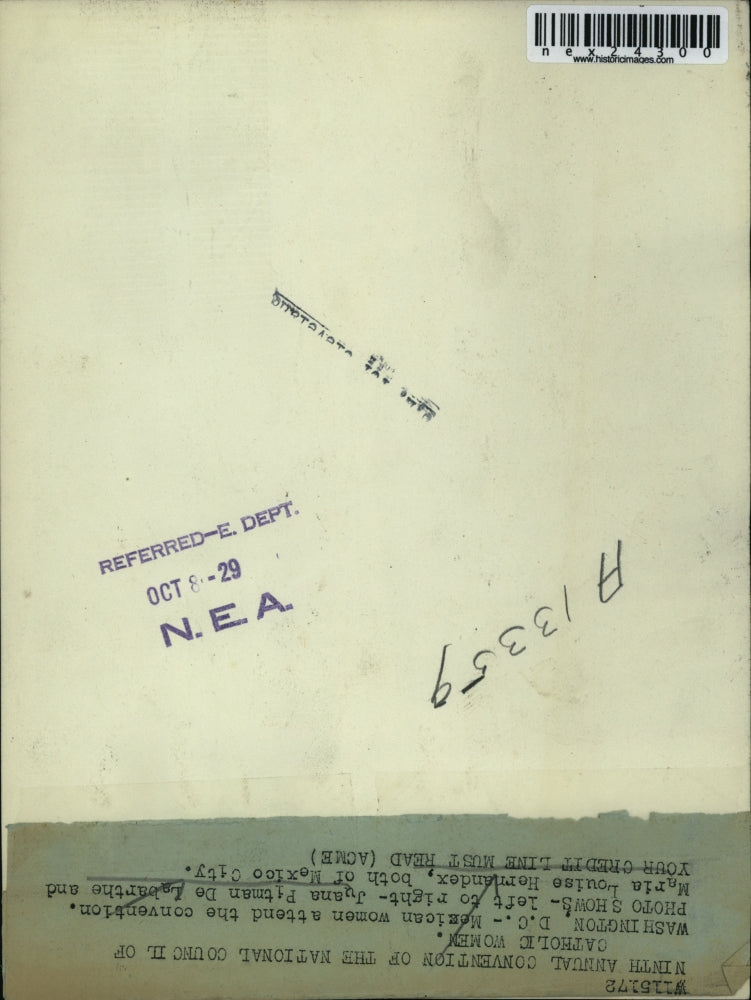 nex24300
www.historicimages.com
REFERRED—E. DEPT.
OCT 8 - 29
N. E. A.
A13359
W115172
NINTH ANNUAL CONVENTION OF THE NATIONAL COUNCIL OF
CATHOLIC WOMEN.
WASHINGTON, D.C.- Mexican women attend the convention.
PHOTO SHOWS- left to right- Juana Pitman De Labarthe and
Maria Louise Hernandex, both of Mexico City.
YOUR CREDIT LINE MUST READ (ACME)